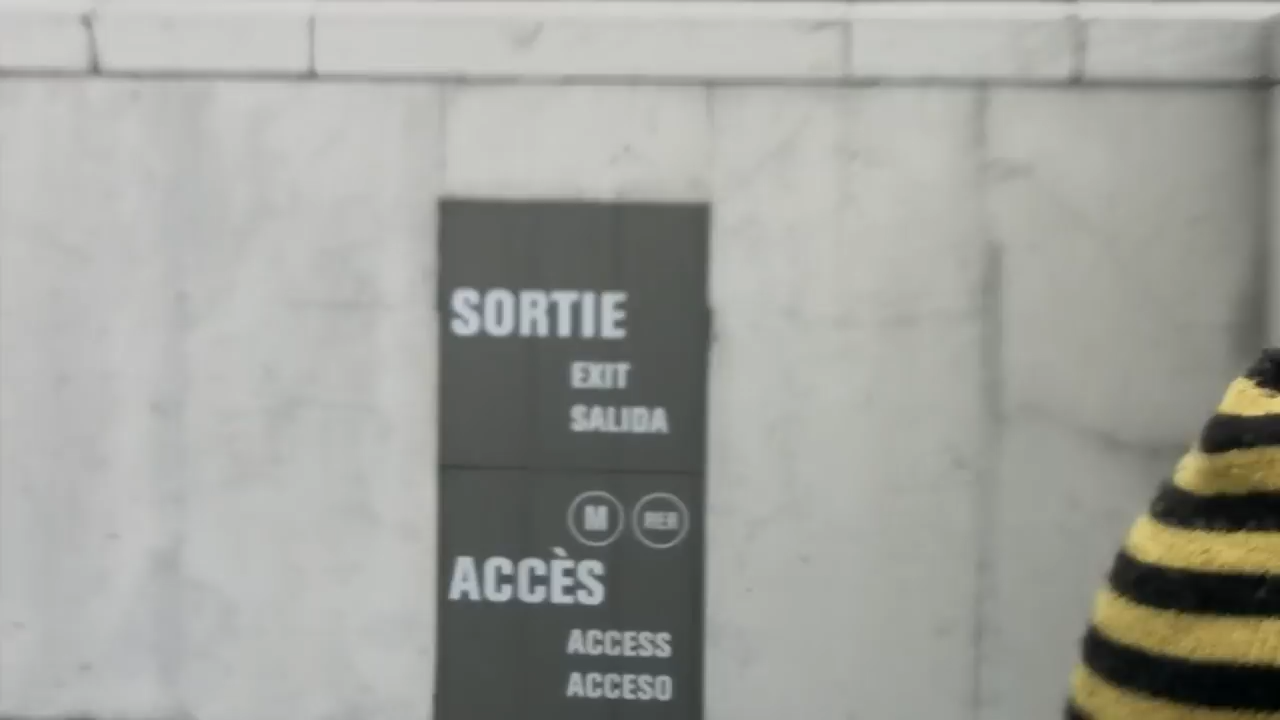 SORTIE
EXIT
SALIDA
M RER
ACCÈS
ACCESS
ACCESO